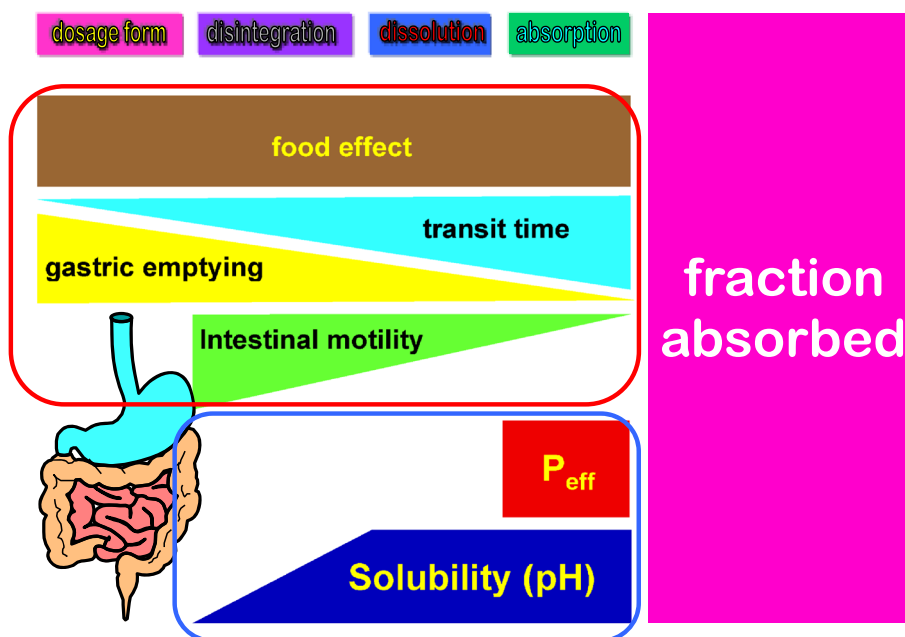 dosage form
disintegration
dissolution
absorption
food effect
transit time
gastric emptying
Intestinal motility
fraction
absorbed
Peff
Solubility (pH)